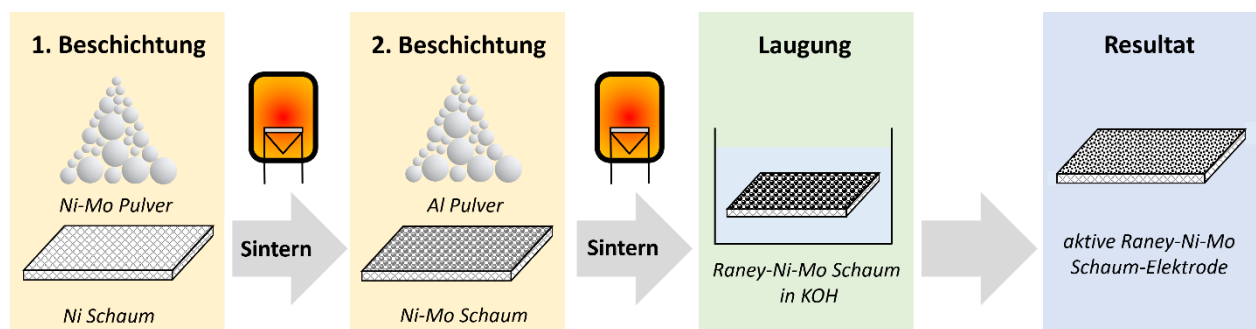 1. Beschichtung
Ni-Mo Pulver
Ni Schaum
Sintern
2. Beschichtung
Al Pulver
Ni-Mo Schaum
Sintern
Laugung
Raney-Ni-Mo Schaum
in KOH
Resultat
aktive Raney-Ni-Mo
Schaum-Elektrode